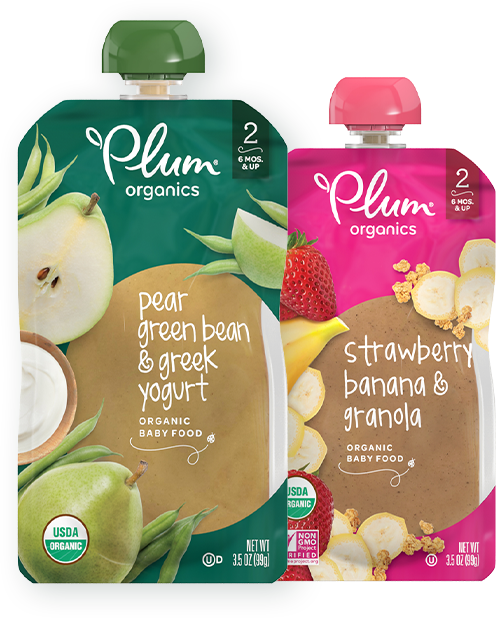 Plum®
organics
2
6 MOS.
& UP
pear
green bean
& greek
yogurt
ORGANIC
BABY FOOD
USDA
ORGANIC
U D
NET WT
3.5 OZ (99g)
Plum®
organics
2
6 MOS.
& UP
strawberry
banana &
granola
ORGANIC
BABY FOOD
USDA
ORGANIC
NON
GMO
Project
VERIFIED
U
NET WT
3.5 OZ (99g)